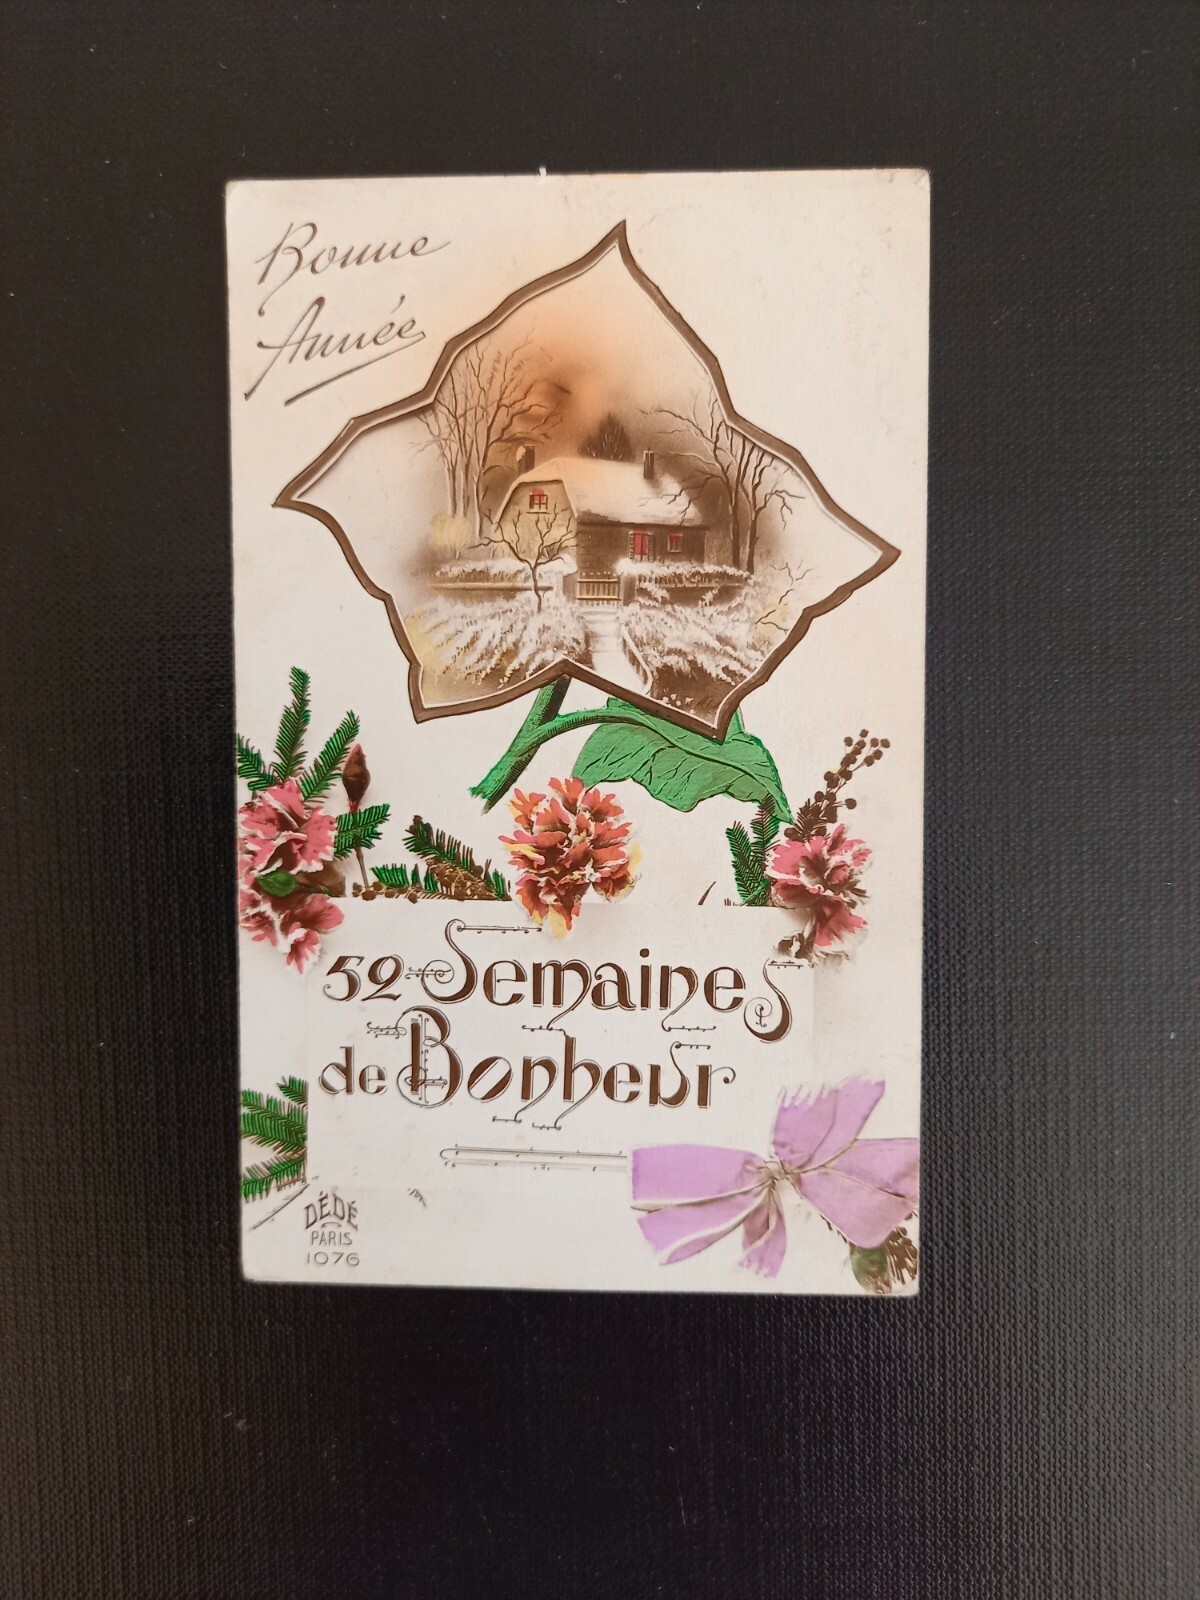 Bonne
Année
52 Semaines
de Bonheur
DÉDÉ
PARIS
1076